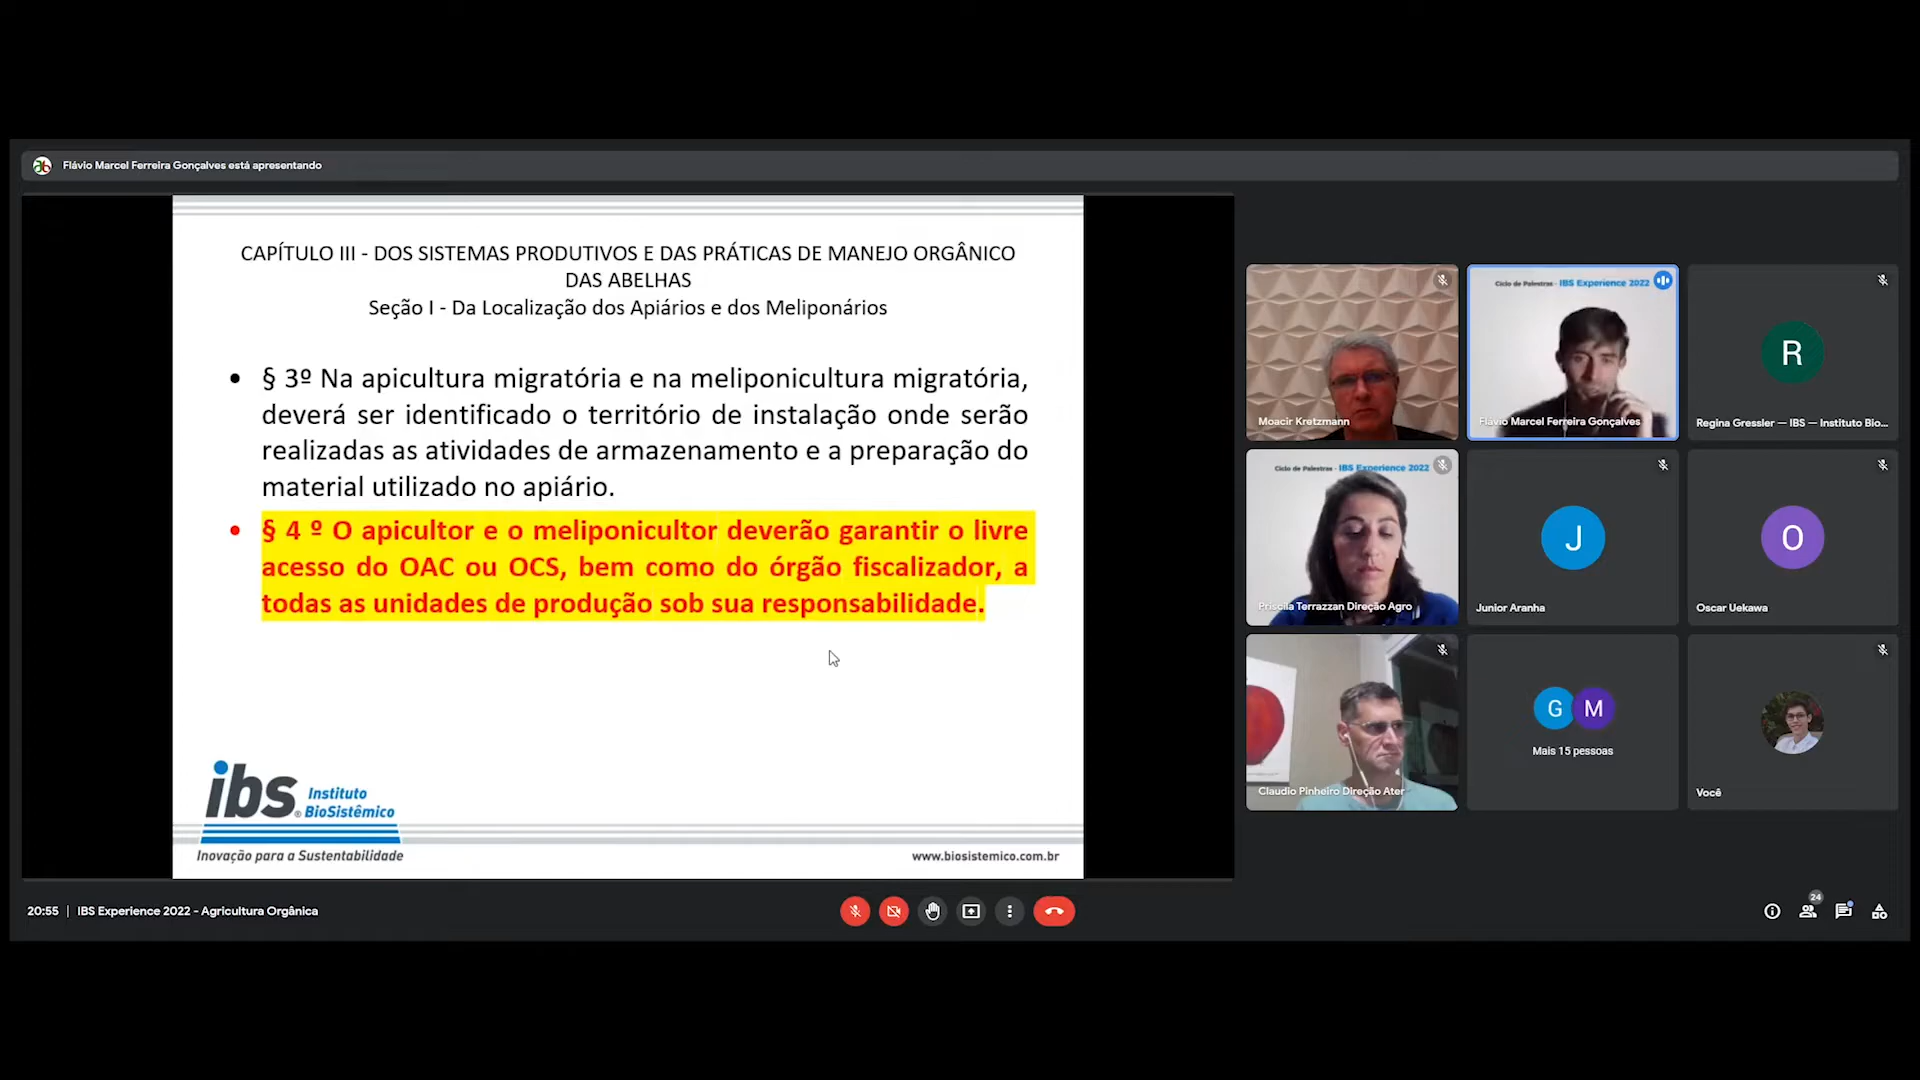 Flávio Marcel Ferreira Gonçalves está apresentando
CAPÍTULO III - DOS SISTEMAS PRODUTIVOS E DAS PRÁTICAS DE MANEJO ORGÂNICO
DAS ABELHAS
Seção I - Da Localização dos Apiários e dos Meliponários
• § 3º Na apicultura migratória e na meliponicultura migratória,
deverá ser identificado o território de instalação onde serão
realizadas as atividades de armazenamento e a preparação do
material utilizado no apiário.
• § 4 º O apicultor e o meliponicultor deverão garantir o livre
acesso do OAC ou OCS, bem como do órgão fiscalizador, a
todas as unidades de produção sob sua responsabilidade.
ibs® Instituto
BioSistêmico
Inovação para a Sustentabilidade
www.biosistemico.com.br
Moacir Kretzmann
Ciclo de Palestras - IBS Experience 2022
Flávio Marcel Ferreira Gonçalves
R
Regina Gressler — IBS — Instituto Bio...
Ciclo de Palestras - IBS Experience 2022
Priscila Terrazzan Direção Agro
J
Junior Aranha
O
Oscar Uekawa
Claudio Pinheiro Direção Ater
G M
Mais 15 pessoas
Você
20:55 | IBS Experience 2022 - Agricultura Orgânica
24